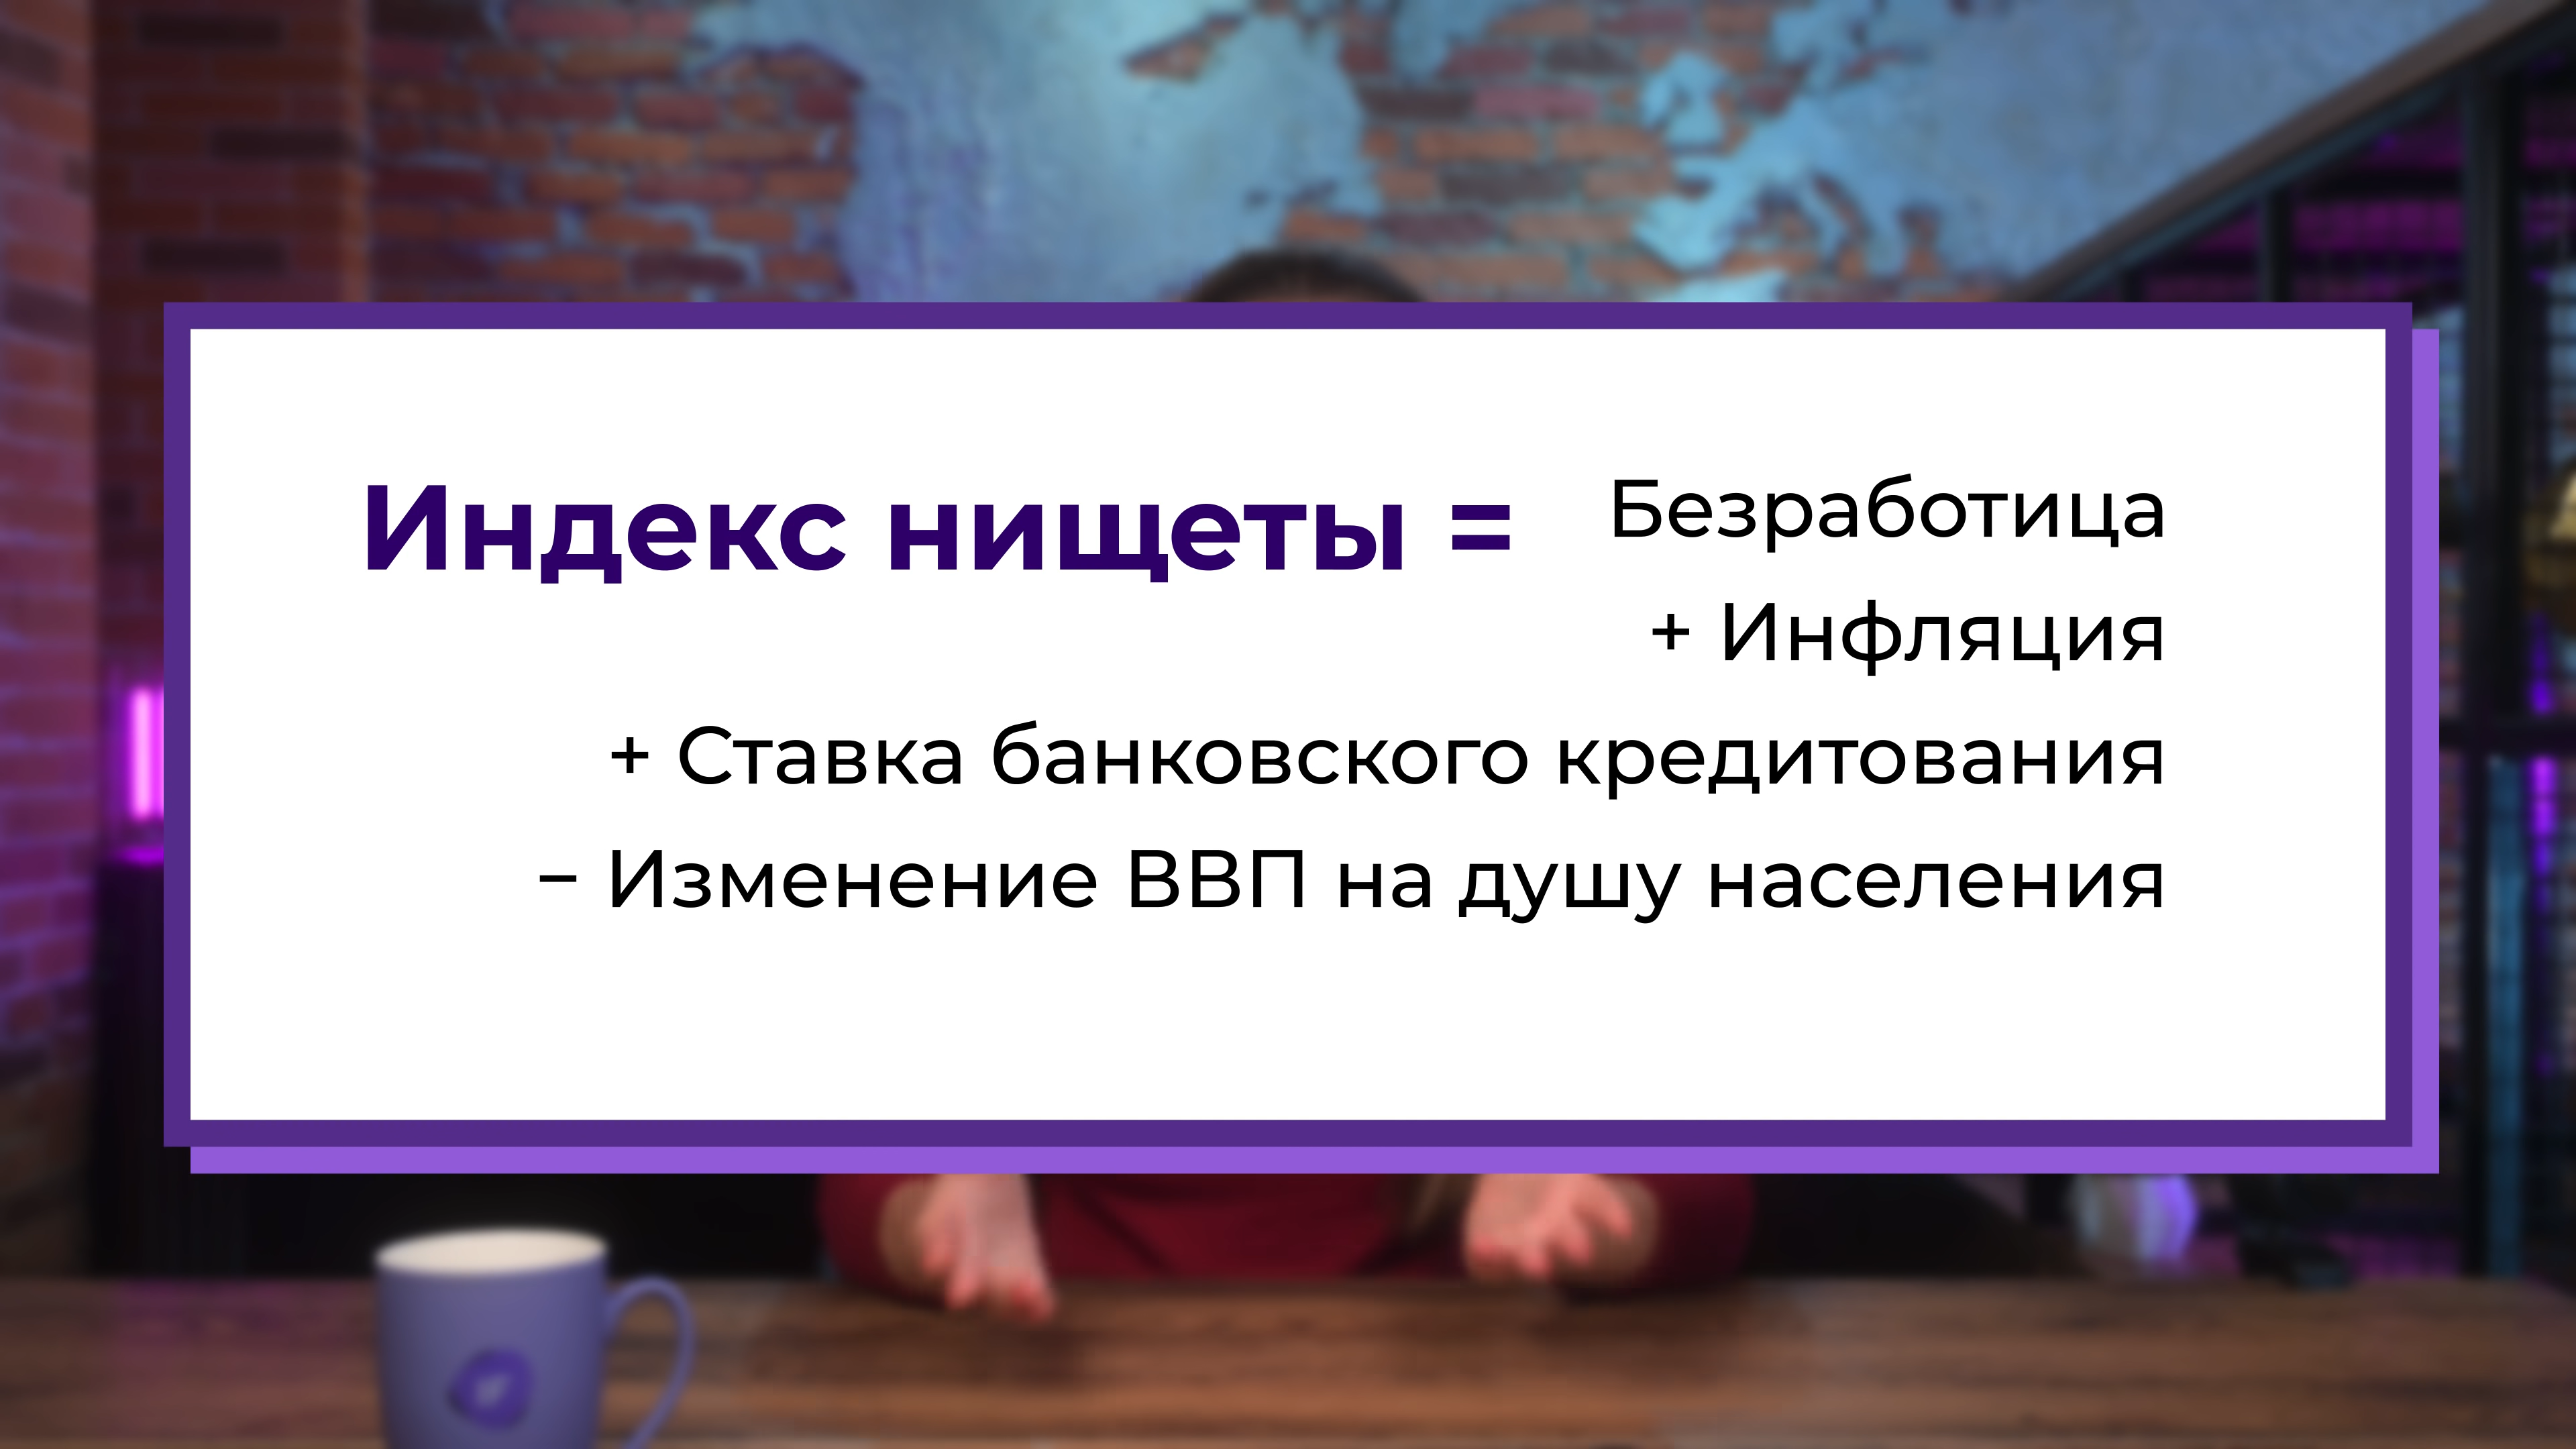 Индекс нищеты = Безработица
+ Инфляция
+ Ставка банковского кредитования
− Изменение ВВП на душу населения